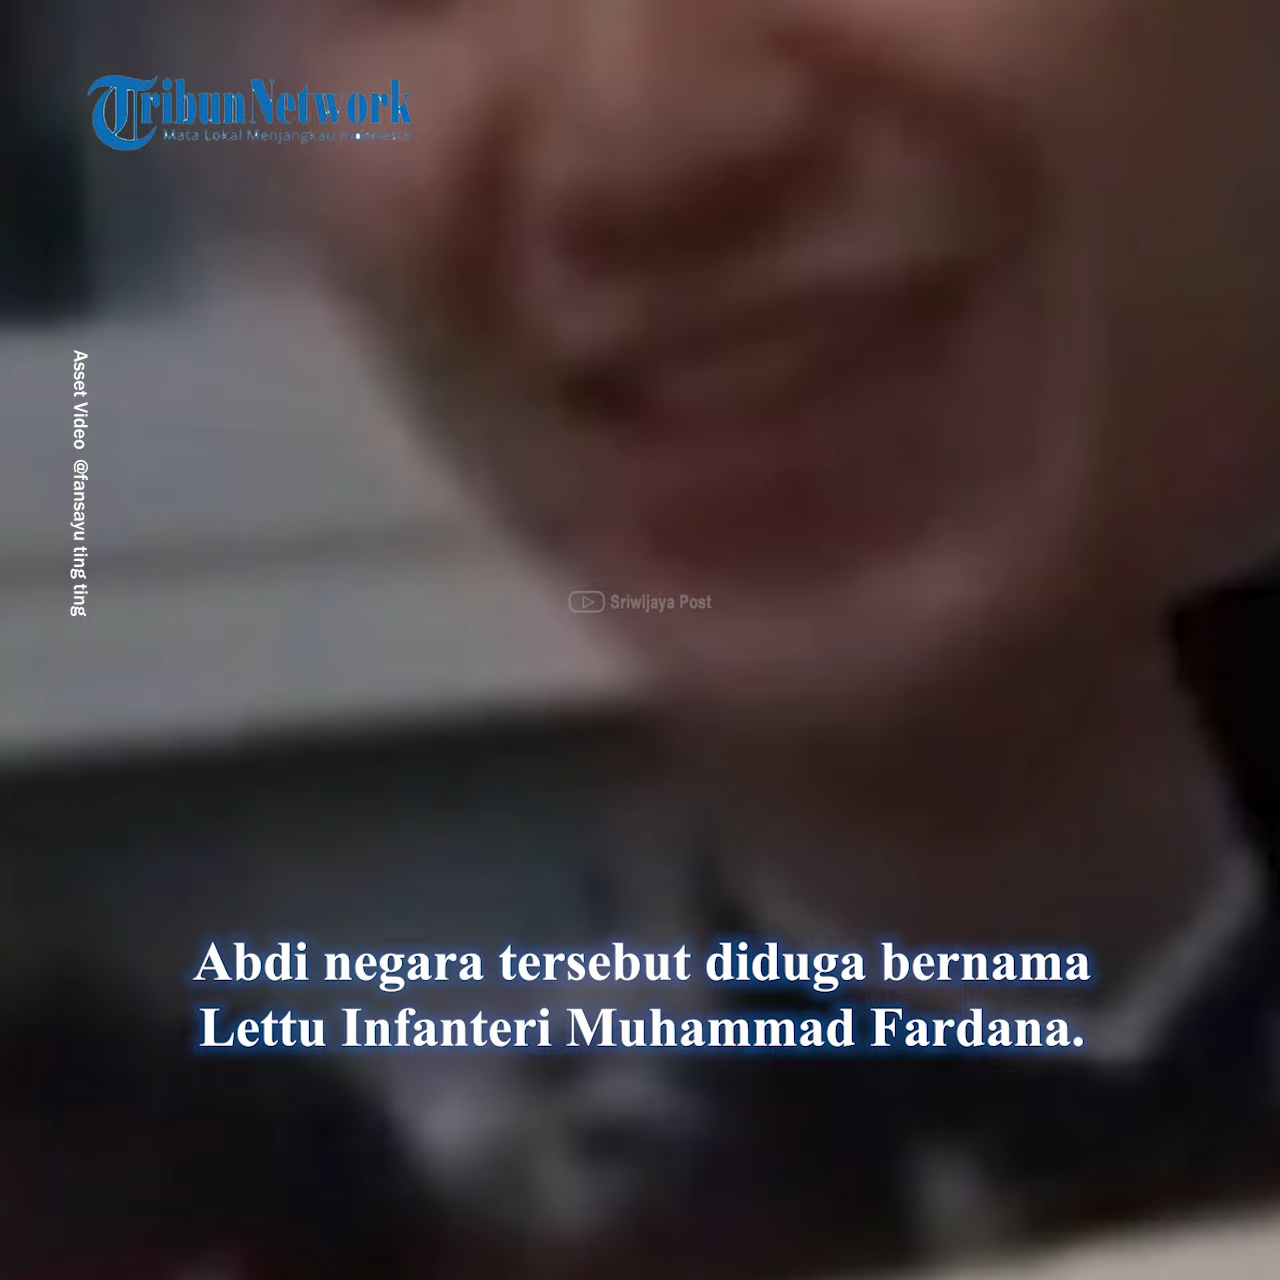 TribunNetwork
Mata Lokal Menjangkau Indonesia
Asset Video @fansayu ting ting
Sriwijaya Post
Abdi negara tersebut diduga bernama
Lettu Infanteri Muhammad Fardana.